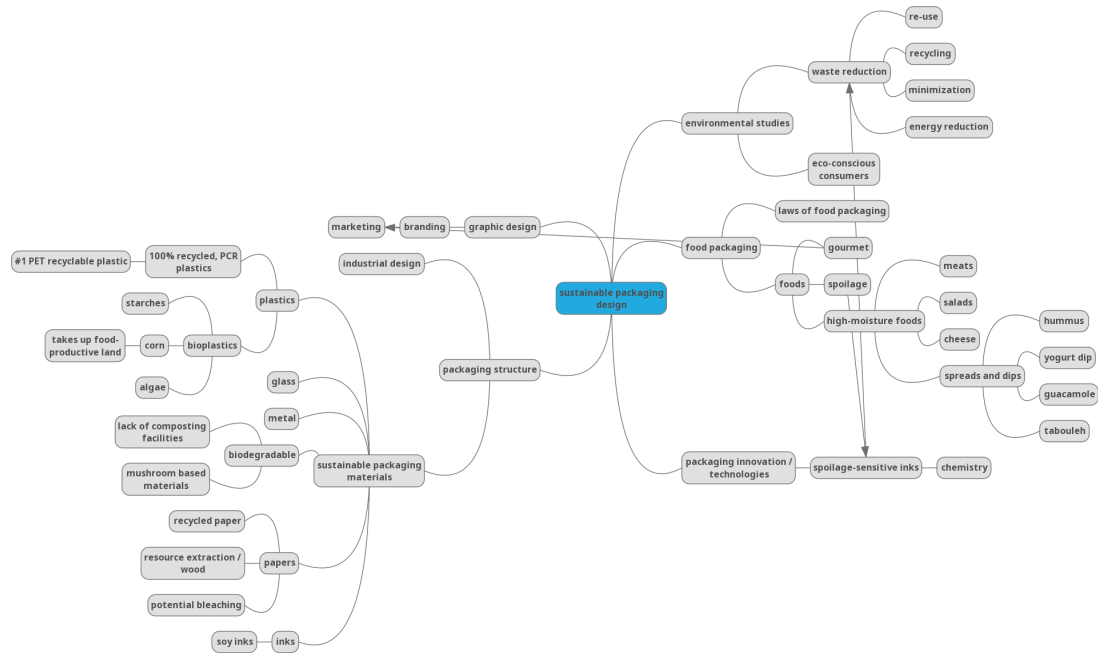 re-use
recycling
waste reduction
minimization
environmental studies
energy reduction
eco-conscious
consumers
laws of food packaging
marketing
branding
graphic design
food packaging
gourmet
#1 PET recyclable plastic
100% recycled, PCR
plastics
industrial design
meats
foods
spoilage
starches
plastics
sustainable packaging
design
salads
high-moisture foods
hummus
takes up food-
productive land
corn
bioplastics
cheese
yogurt dip
packaging structure
spreads and dips
algae
glass
guacamole
metal
tabouleh
lack of composting
facilities
biodegradable
mushroom based
materials
sustainable packaging
materials
packaging innovation /
technologies
spoilage-sensitive inks
chemistry
recycled paper
resource extraction /
wood
papers
potential bleaching
soy inks
inks